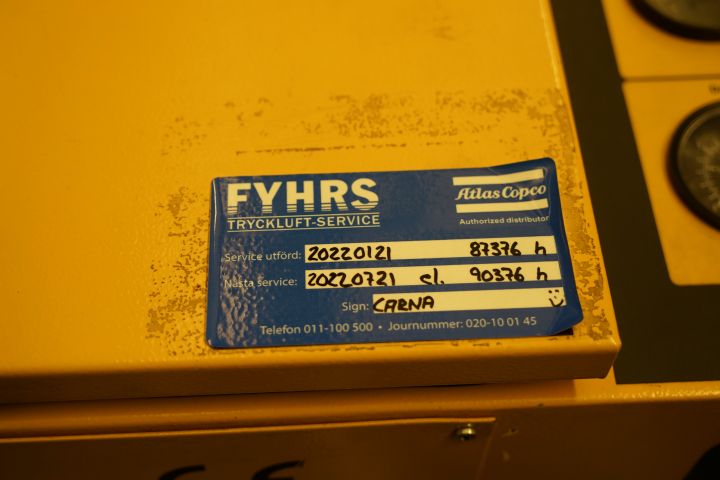 FYHRS
TRYCKLUFT-SERVICE
Atlas Copco
Authorized distributor
Service utförd: 20220121 87376 h
Nästa service: 20220721 el. 90376 h
Sign: CARNA
Telefon 011-100 500 • Journummer: 020-10 01 45
CE